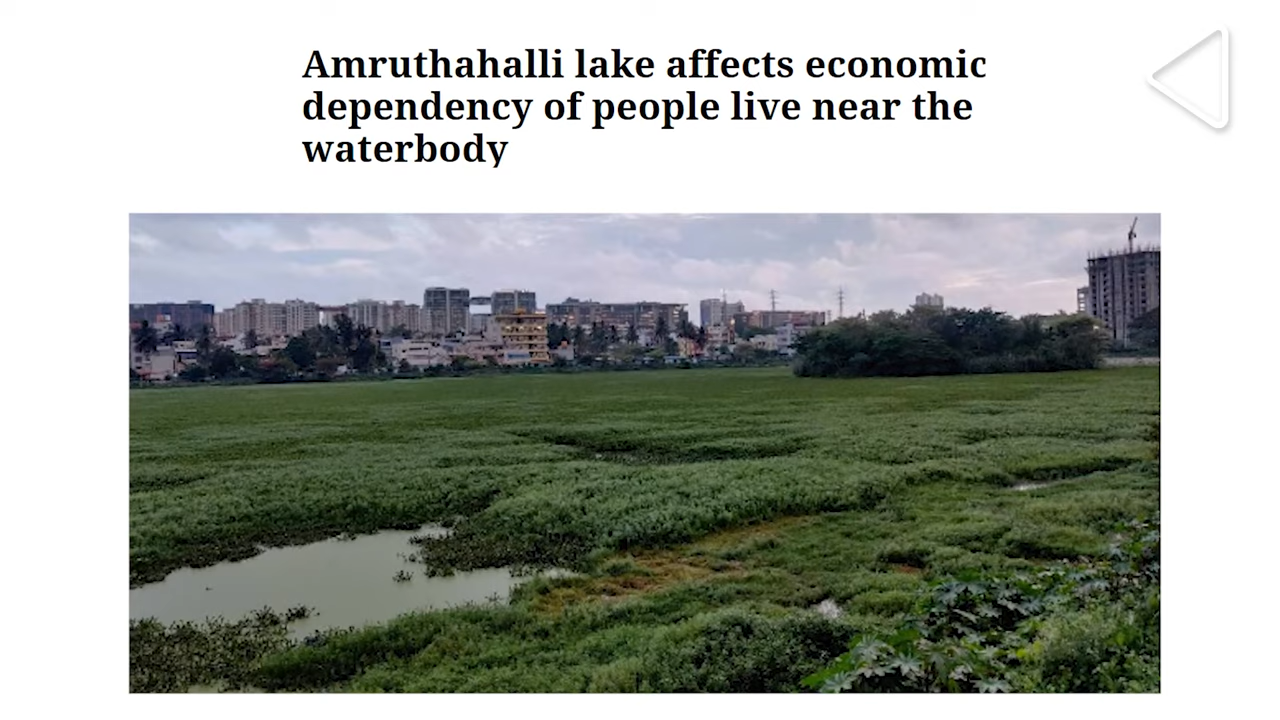 Amruthahalli lake affects economic
dependency of people live near the
waterbody